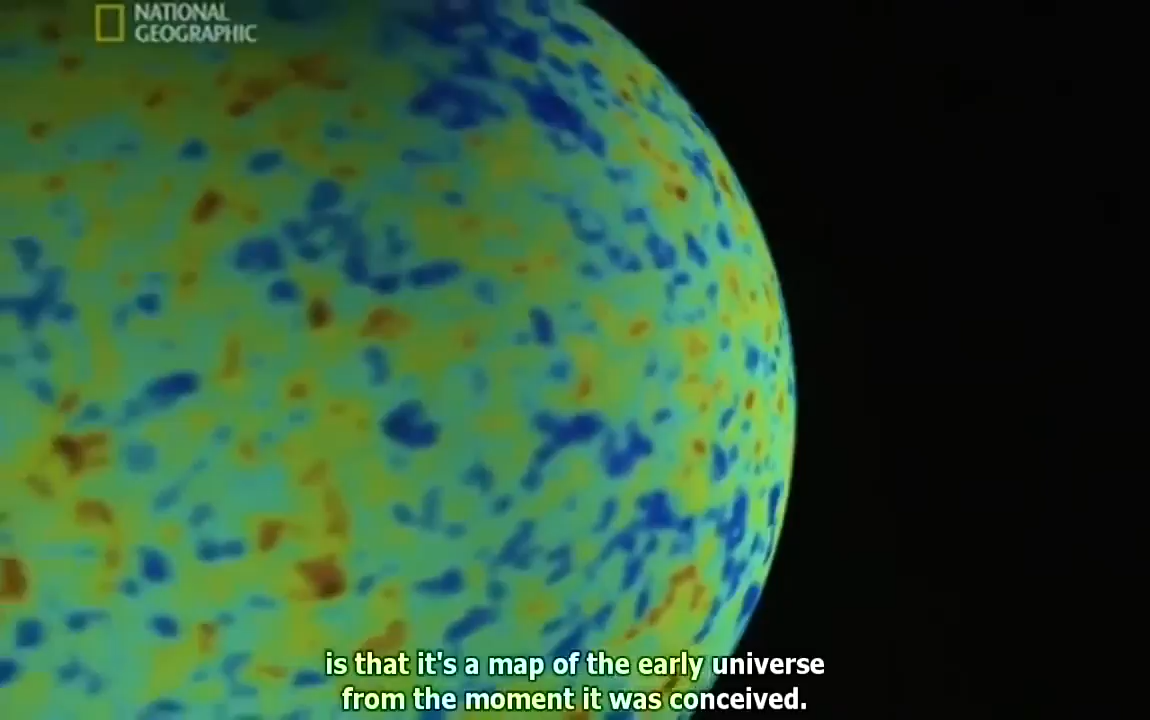 NATIONAL
GEOGRAPHIC
is that it's a map of the early universe
from the moment it was conceived.